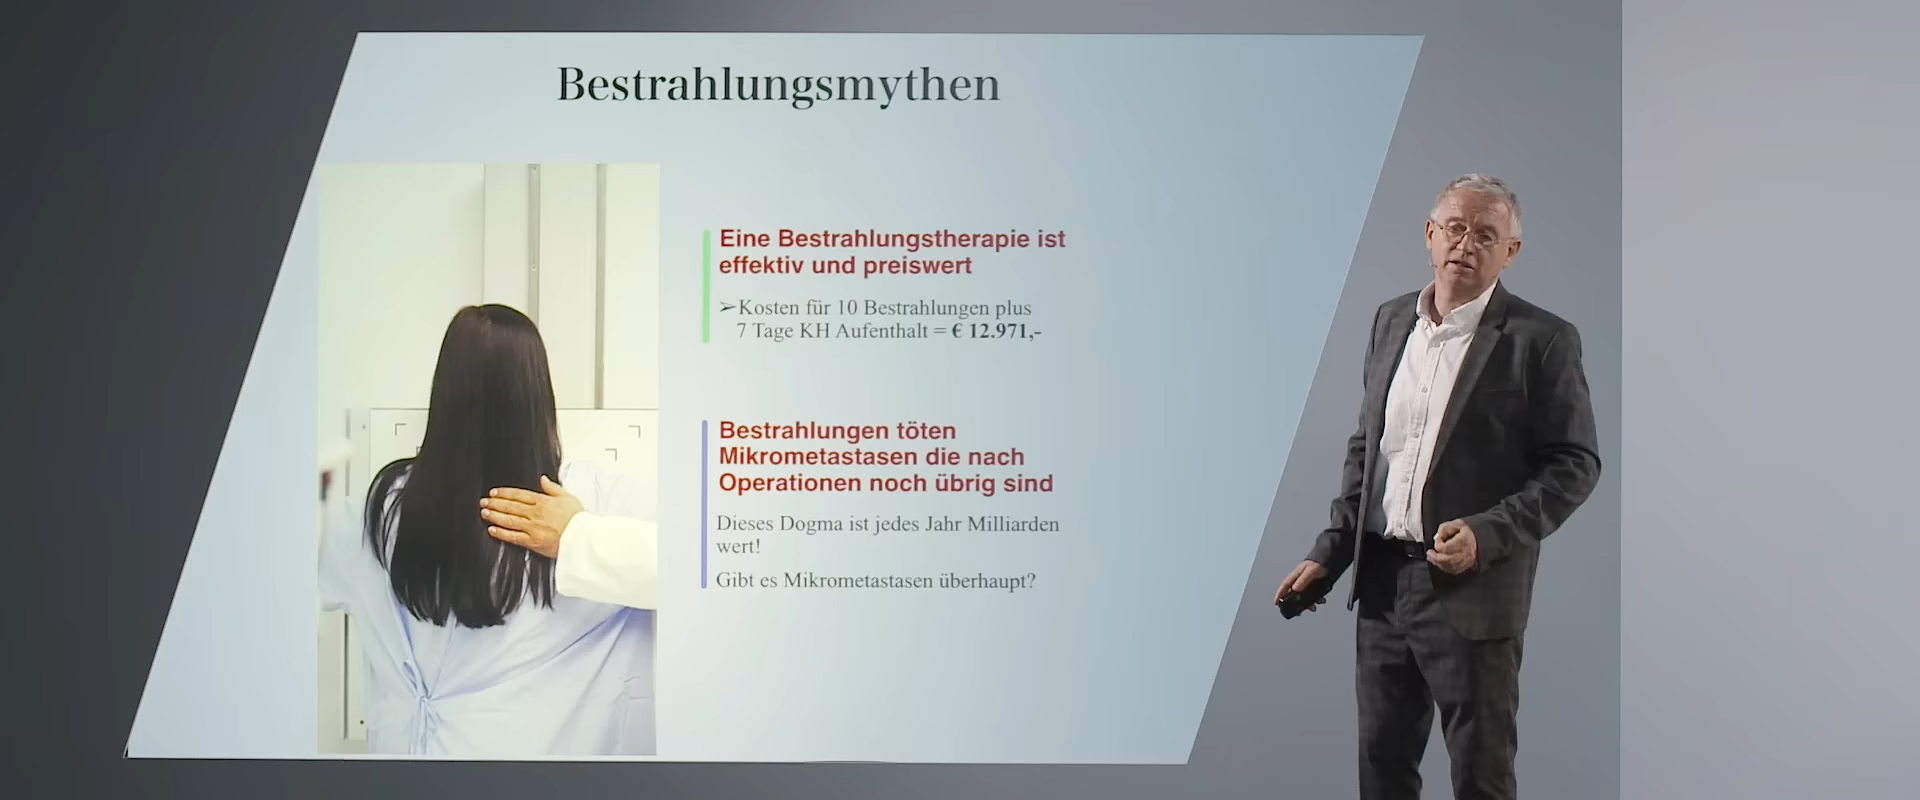 Bestrahlungsmythen
Eine Bestrahlungstherapie ist
effektiv und preiswert
➢Kosten für 10 Bestrahlungen plus
7 Tage KH Aufenthalt = € 12.971,-
Bestrahlungen töten
Mikrometastasen die nach
Operationen noch übrig sind
Dieses Dogma ist jedes Jahr Milliarden
wert!
Gibt es Mikrometastasen überhaupt?